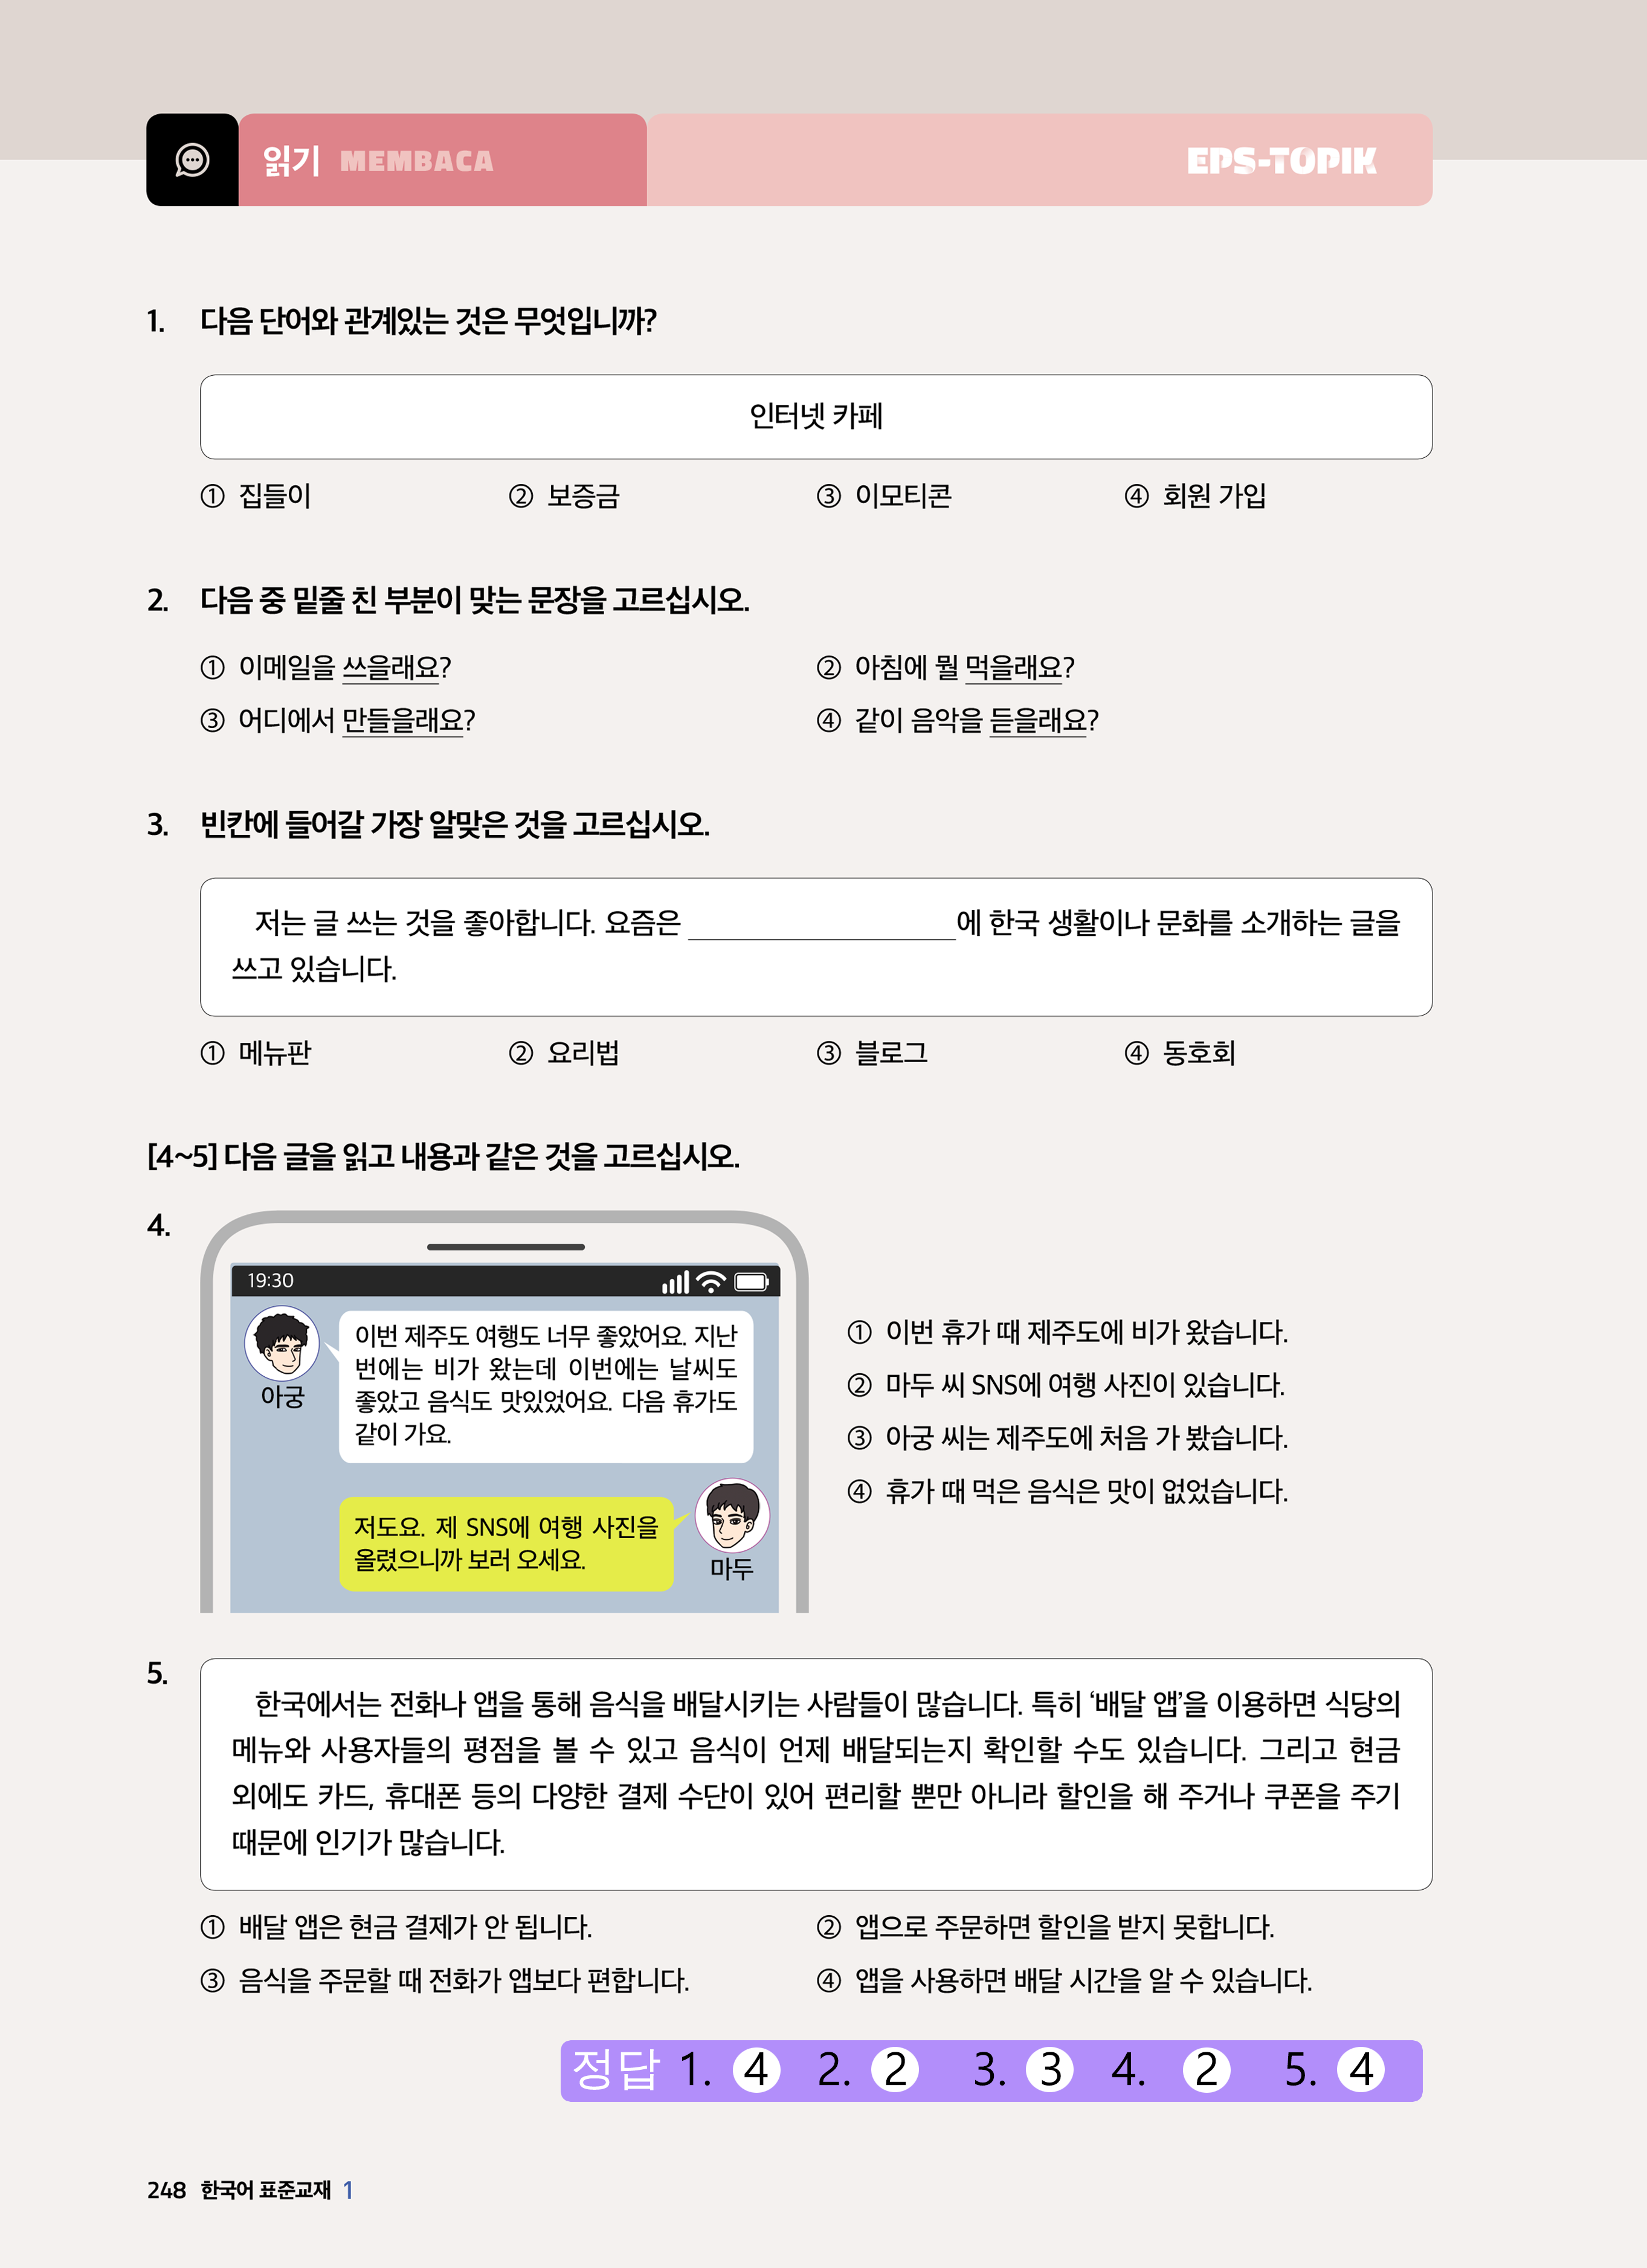 읽기 MEMBACA EPS-TOPIK
1. 다음 단어와 관계있는 것은 무엇입니까?
인터넷 카페
① 집들이 ② 보증금 ③ 이모티콘 ④ 회원 가입
2. 다음 중 밑줄 친 부분이 맞는 문장을 고르십시오.
① 이메일을 쓰을래요? ② 아침에 뭘 먹을래요?
③ 어디에서 만들을래요? ④ 같이 음악을 듣을래요?
3. 빈칸에 들어갈 가장 알맞은 것을 고르십시오.
저는 글 쓰는 것을 좋아합니다. 요즘은 ____________에 한국 생활이나 문화를 소개하는 글을
쓰고 있습니다.
① 메뉴판 ② 요리법 ③ 블로그 ④ 동호회
[4~5] 다음 글을 읽고 내용과 같은 것을 고르십시오.
4.
19:30
아궁
이번 제주도 여행도 너무 좋았어요. 지난
번에는 비가 왔는데 이번에는 날씨도
좋았고 음식도 맛있었어요. 다음 휴가도
같이 가요.
저도요. 제 SNS에 여행 사진을
올렸으니까 보러 오세요.
마두
① 이번 휴가 때 제주도에 비가 왔습니다.
② 마두 씨 SNS에 여행 사진이 있습니다.
③ 아궁 씨는 제주도에 처음 가 봤습니다.
④ 휴가 때 먹은 음식은 맛이 없었습니다.
5.
한국에서는 전화나 앱을 통해 음식을 배달시키는 사람들이 많습니다. 특히 ‘배달 앱’을 이용하면 식당의
메뉴와 사용자들의 평점을 볼 수 있고 음식이 언제 배달되는지 확인할 수도 있습니다. 그리고 현금
외에도 카드, 휴대폰 등의 다양한 결제 수단이 있어 편리할 뿐만 아니라 할인을 해 주거나 쿠폰을 주기
때문에 인기가 많습니다.
① 배달 앱은 현금 결제가 안 됩니다. ② 앱으로 주문하면 할인을 받지 못합니다.
③ 음식을 주문할 때 전화가 앱보다 편합니다. ④ 앱을 사용하면 배달 시간을 알 수 있습니다.
정답 1. 4 2. 2 3. 3 4. 2 5. 4
248 한국어 표준교재 1